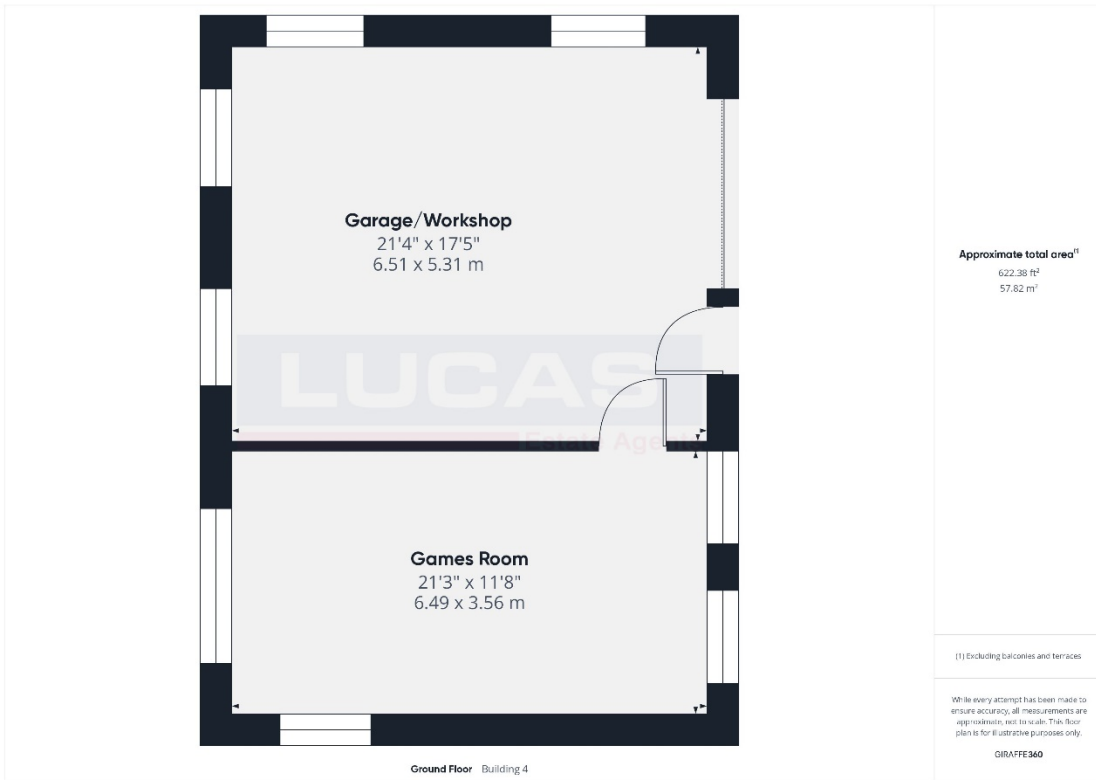 Garage/Workshop
21'4" x 17'5"
6.51 x 5.31 m
LUCAS
Estate Agents
Games Room
21'3" x 11'8"
6.49 x 3.56 m
Ground Floor Building 4
Approximate total area⁽¹⁾
622.38 ft²
57.82 m²
(1) Excluding balconies and terraces
While every attempt has been made to
ensure accuracy, all measurements are
approximate, not to scale. This floor
plan is for illustrative purposes only.
GIRAFFE360